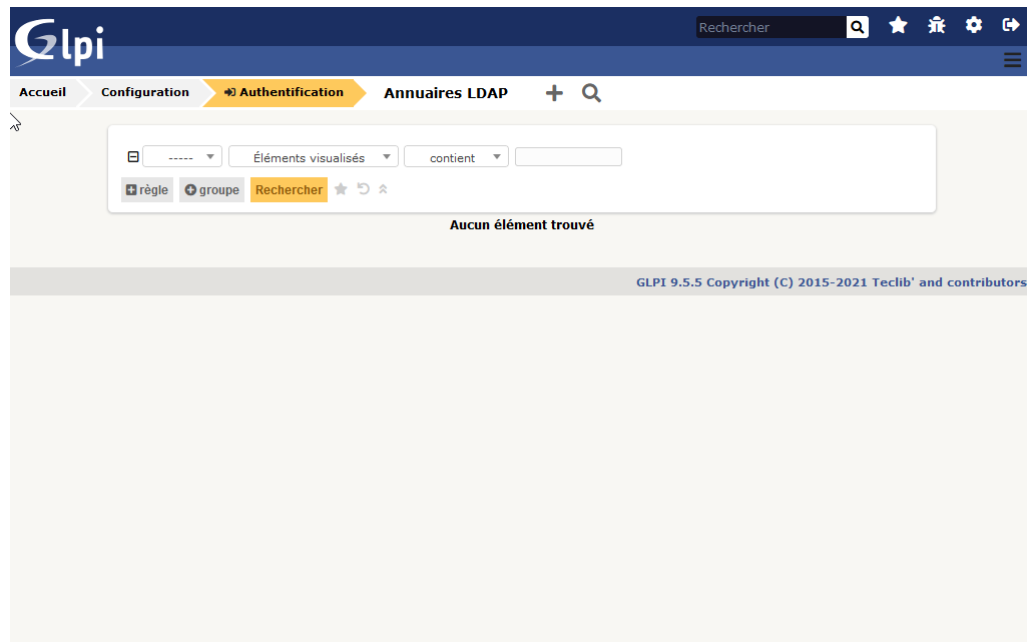 Glpi
Rechercher
Accueil Configuration Authentification Annuaires LDAP
----- Éléments visualisés contient
règle groupe Rechercher
Aucun élément trouvé
GLPI 9.5.5 Copyright (C) 2015-2021 Teclib' and contributors